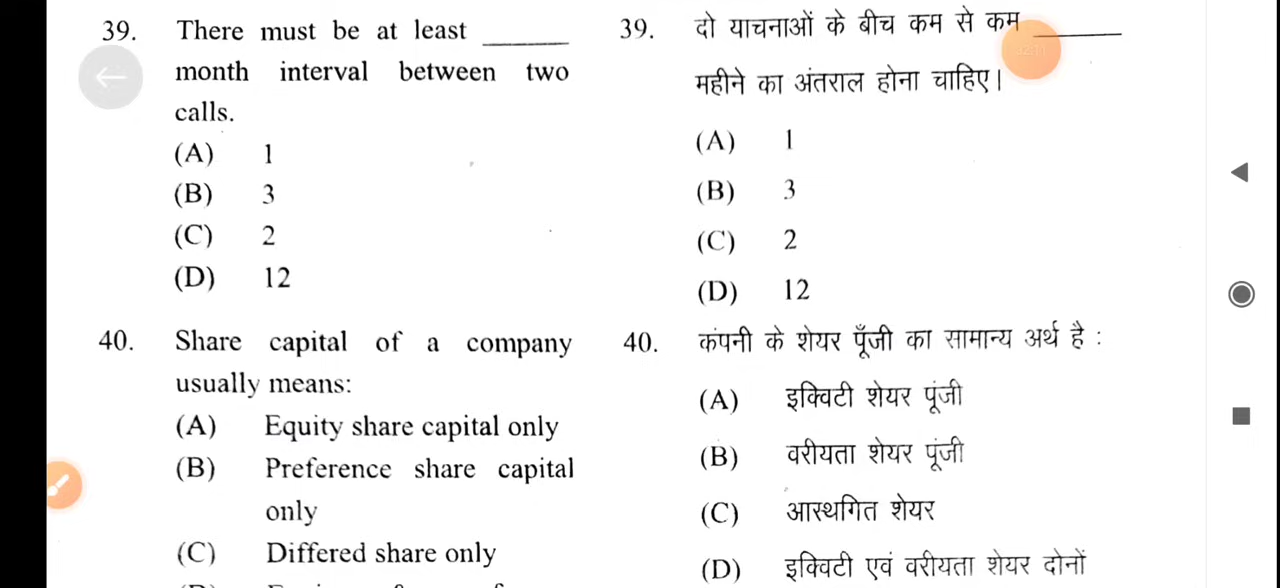 39. There must be at least ______
month interval between two
calls.
(A) 1
(B) 3
(C) 2
(D) 12
40. Share capital of a company
usually means:
(A) Equity share capital only
(B) Preference share capital
only
(C) Differed share only
39. दो याचनाओं के बीच कम से कम ______
महीने का अंतराल होना चाहिए।
(A) 1
(B) 3
(C) 2
(D) 12
40. कंपनी के शेयर पूँजी का सामान्य अर्थ है :
(A) इक्विटी शेयर पूंजी
(B) वरीयता शेयर पूंजी
(C) आस्थगित शेयर
(D) इक्विटी एवं वरीयता शेयर दोनों